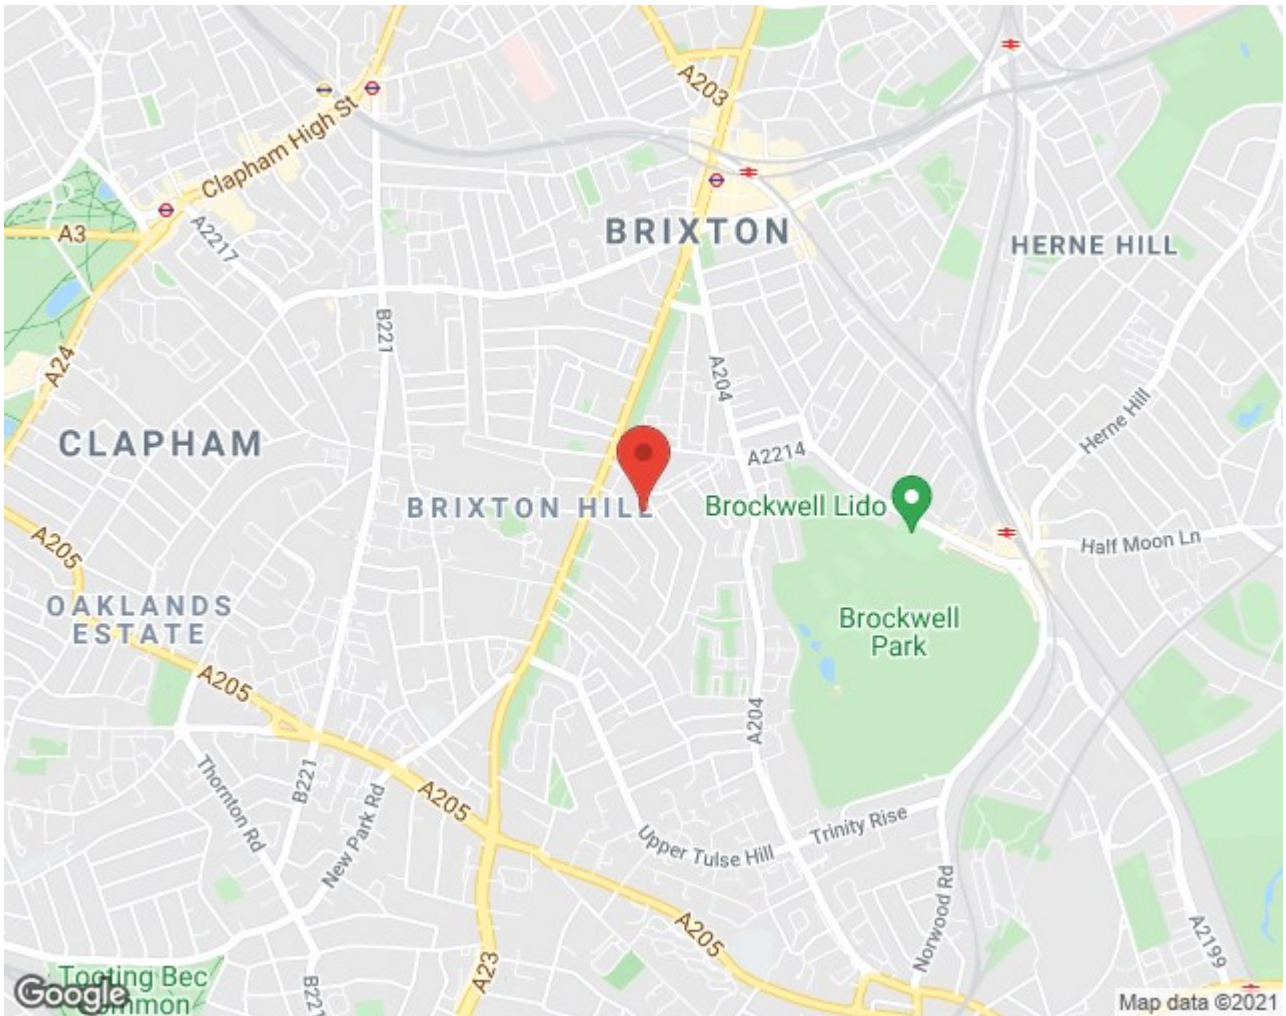 A203
Clapham High St
A3
A2217
BRIXTON
HERNE HILL
B221
A204
A24
Herne Hill
CLAPHAM
A2214
BRIXTON HILL
Brockwell Lido
A205
Half Moon Ln
OAKLANDS
ESTATE
Brockwell
Park
A205
A204
Thornton Rd
B221
New Park Rd
A205
Upper Tulse Hill
Trinity Rise
Norwood Rd
A205
A2199
A23
Tooting Bec
Common
B221
Google
Map data ©2021